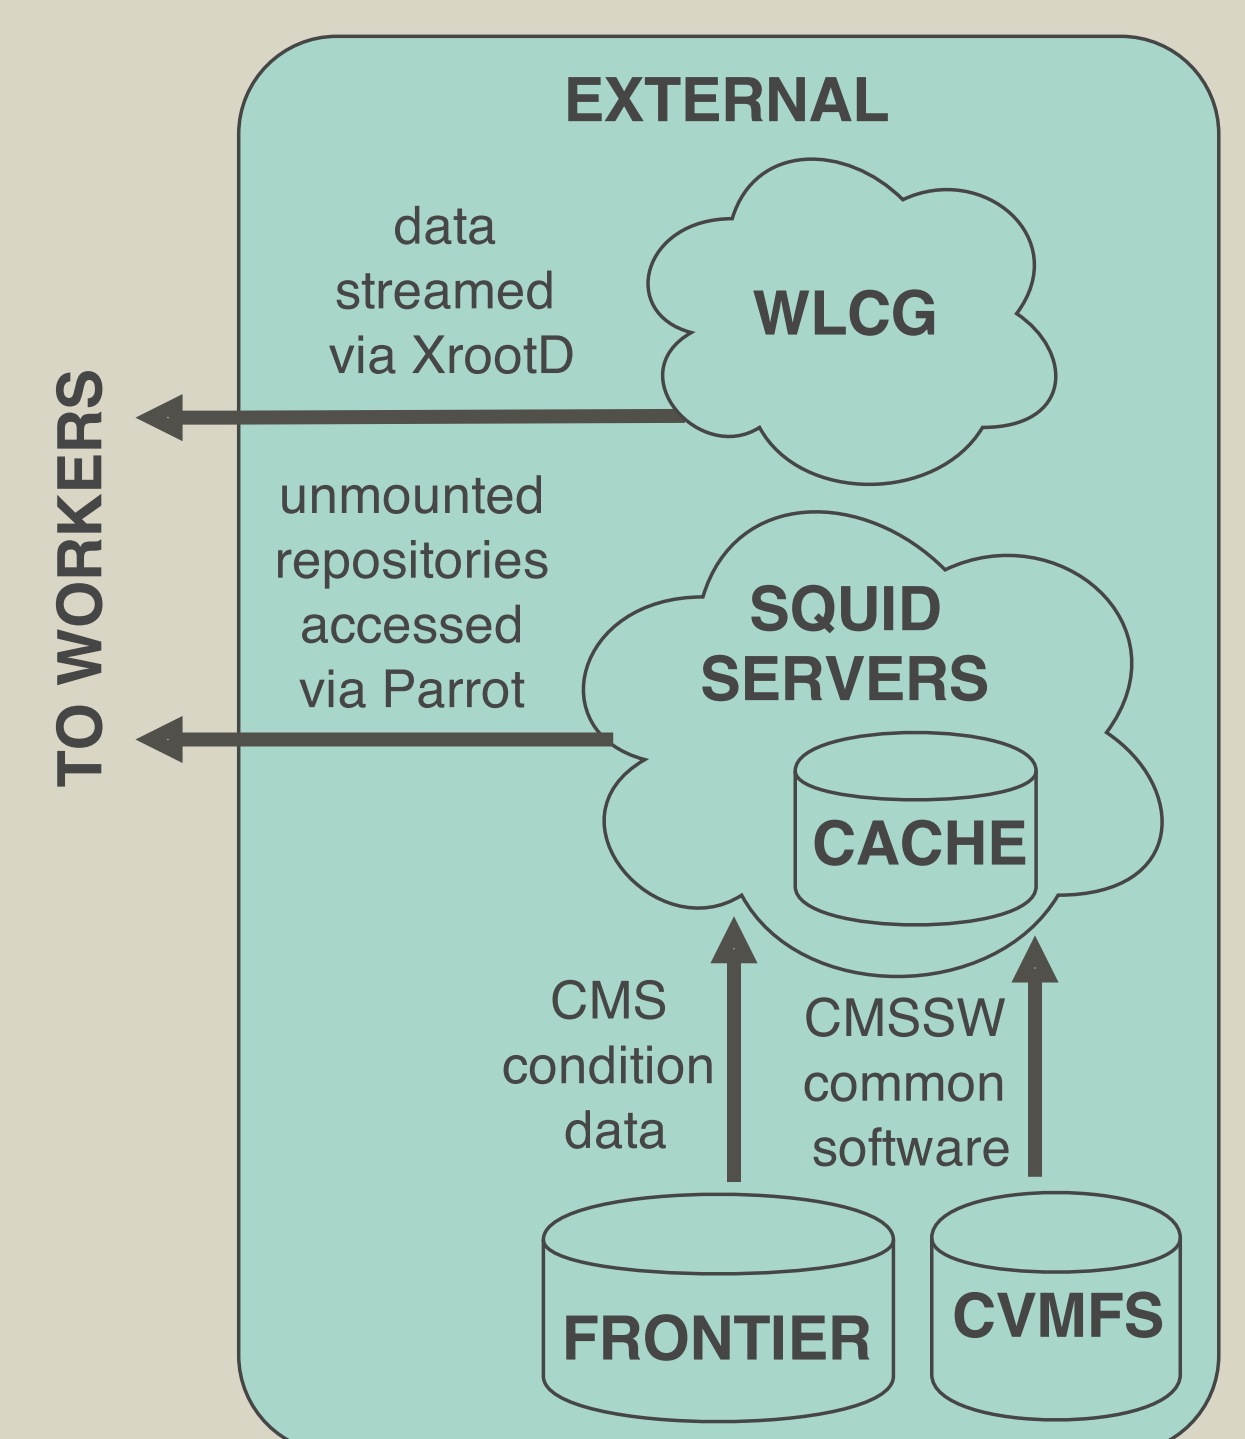 EXTERNAL
data
streamed
via XrootD
WLCG
TO WORKERS
unmounted
repositories
accessed
via Parrot
SQUID
SERVERS
CACHE
CMS
condition
data
CMSSW
common
software
FRONTIER
CVMFS